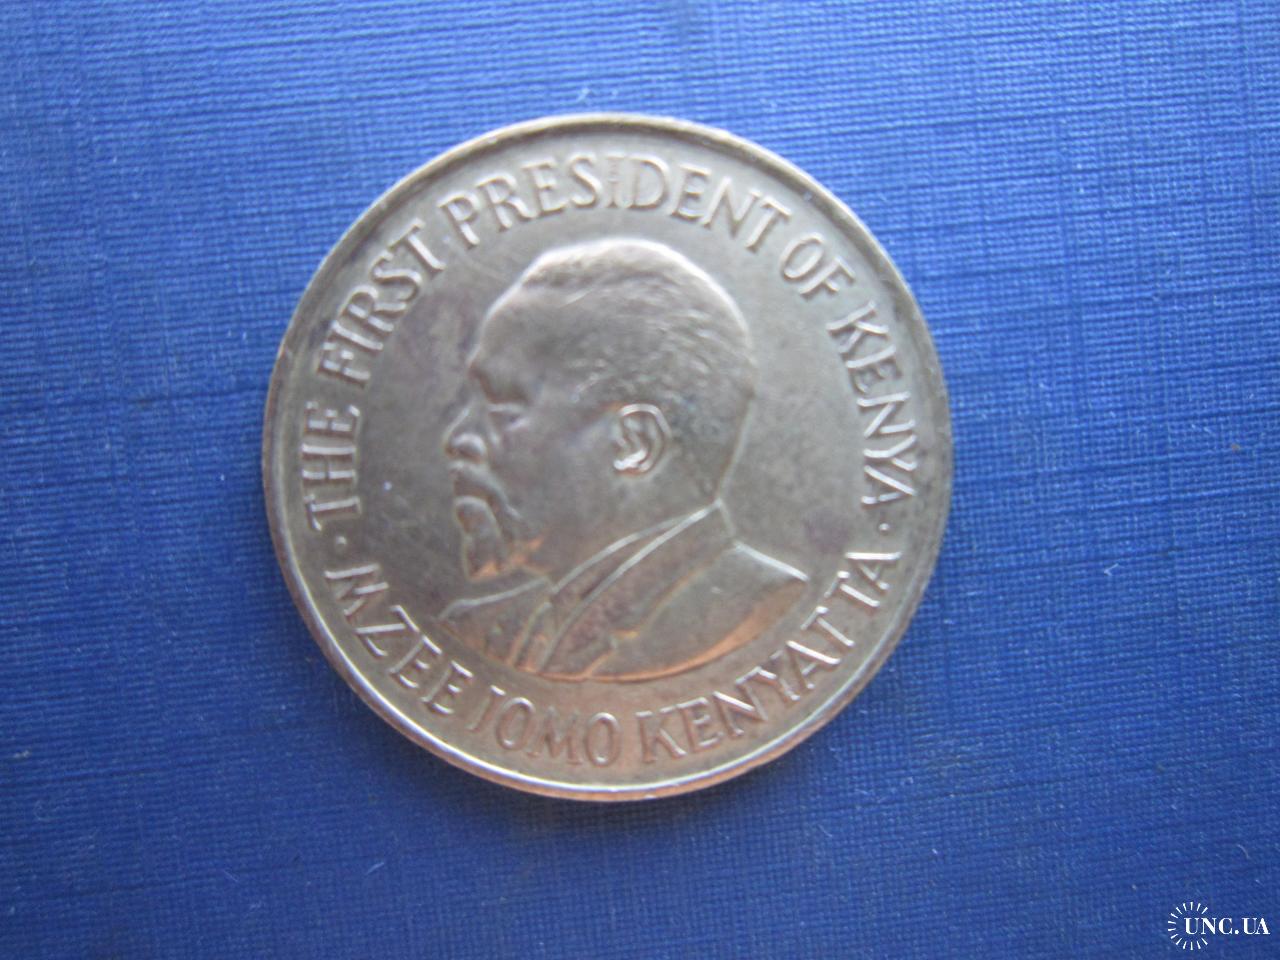 · THE FIRST PRESIDENT OF KENYA ·
MZEE JOMO KENYATTA
UNC.UA